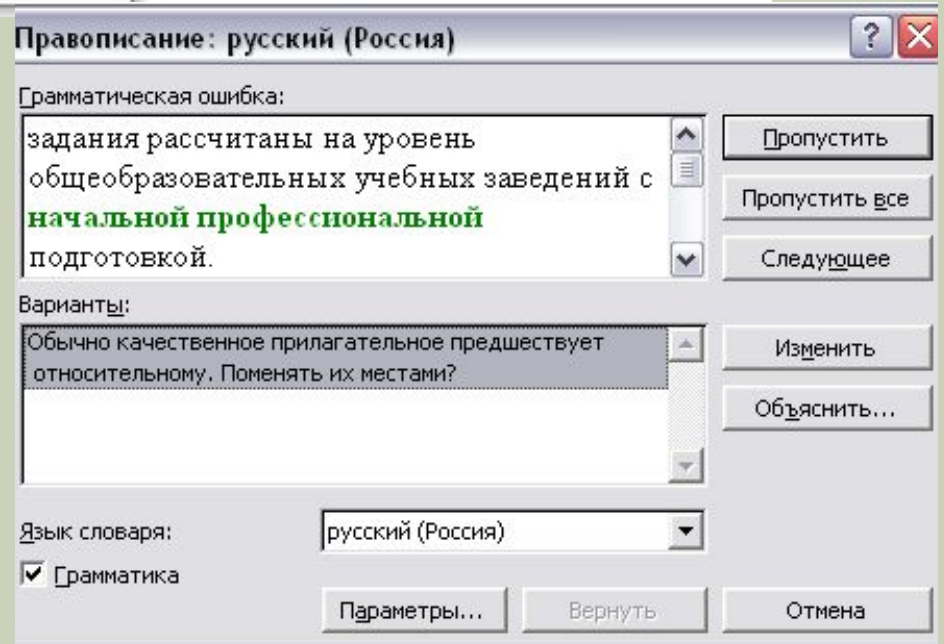 Правописание: русский (Россия)
Грамматическая ошибка:
задания рассчитаны на уровень
общеобразовательных учебных заведений с
начальной профессиональной
подготовкой.
Пропустить
Пропустить все
Следующее
Варианты:
Обычно качественное прилагательное предшествует
относительному. Поменять их местами?
Изменить
Объяснить...
Язык словаря:
русский (Россия)
Грамматика
Параметры...
Вернуть
Отмена